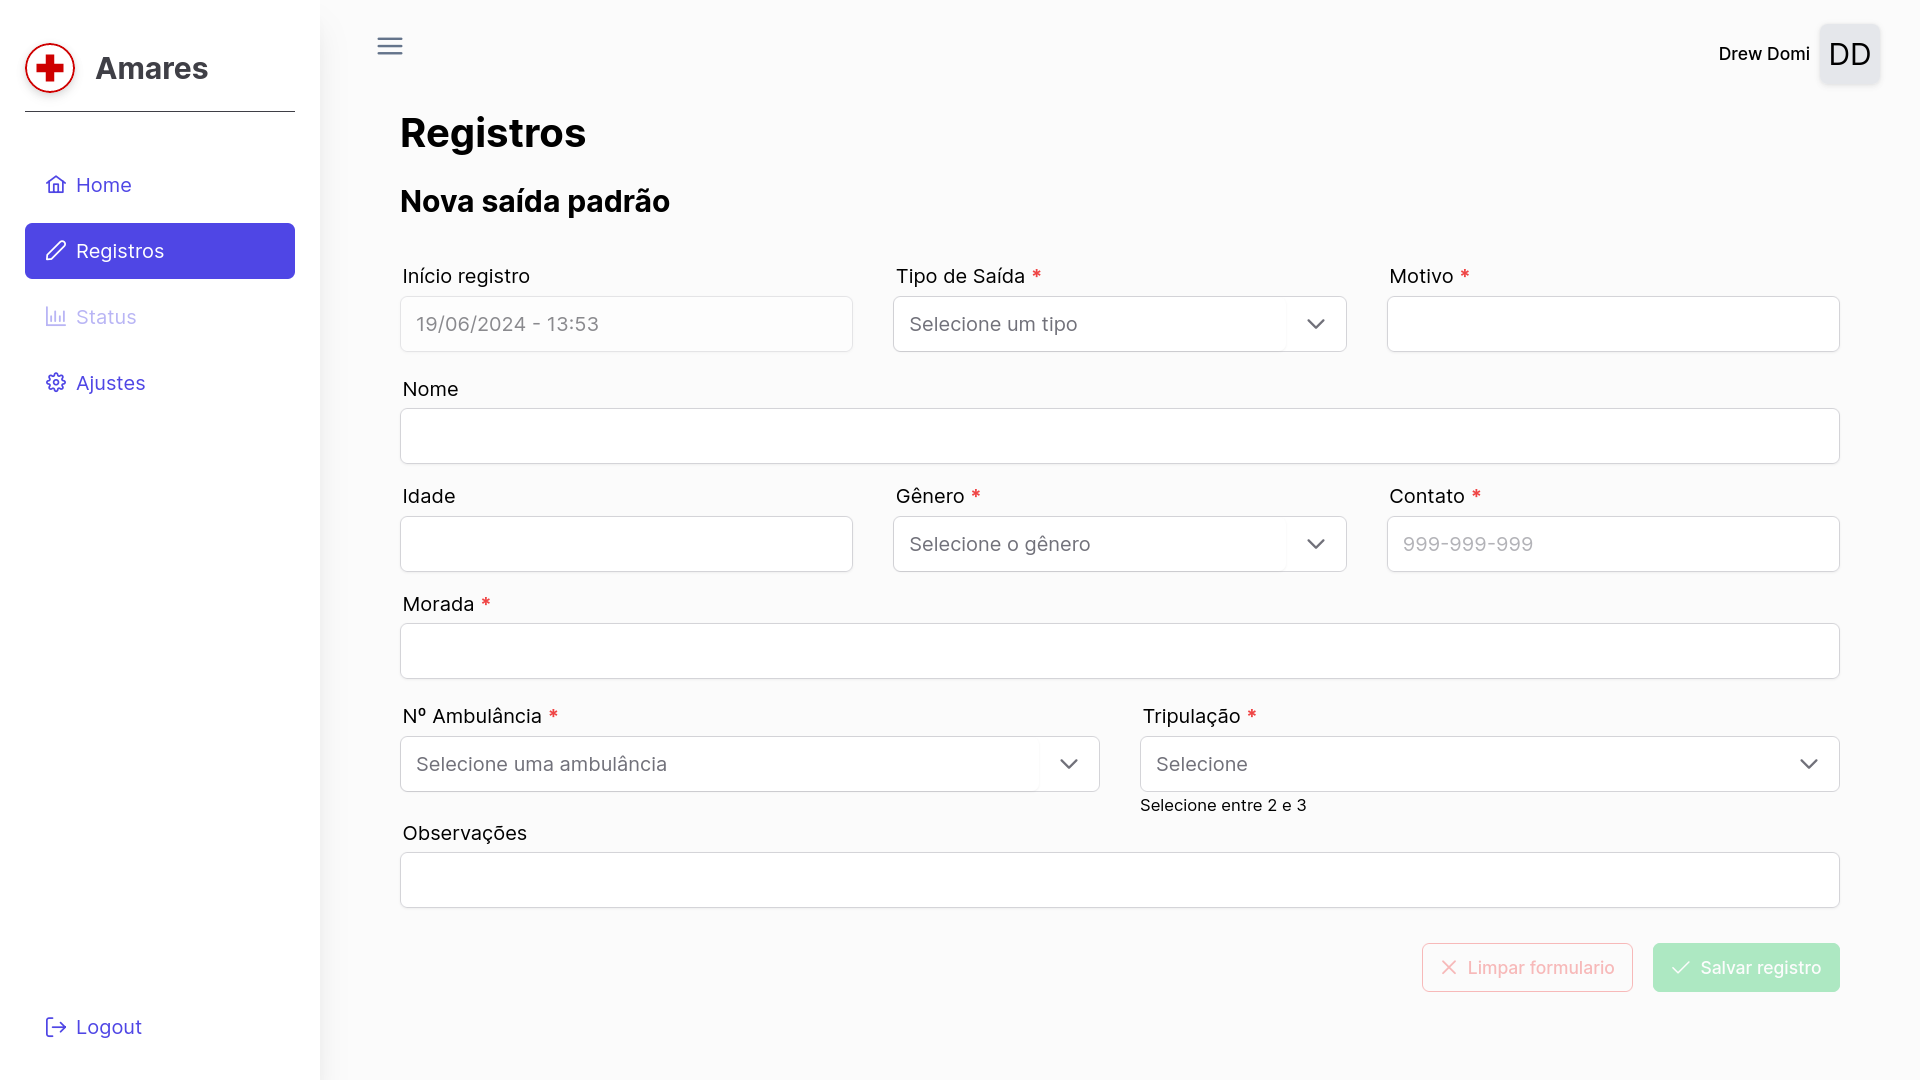 Amares
Home
Registros
Status
Ajustes
Logout
Drew Domi DD
Registros
Nova saída padrão
Início registro Tipo de Saída * Motivo *
19/06/2024 - 13:53 Selecione um tipo
Nome
Idade Gênero * Contato *
Selecione o gênero 999-999-999
Morada *
Nº Ambulância * Tripulação *
Selecione uma ambulância Selecione
Selecione entre 2 e 3
Observações
Limpar formulario Salvar registro